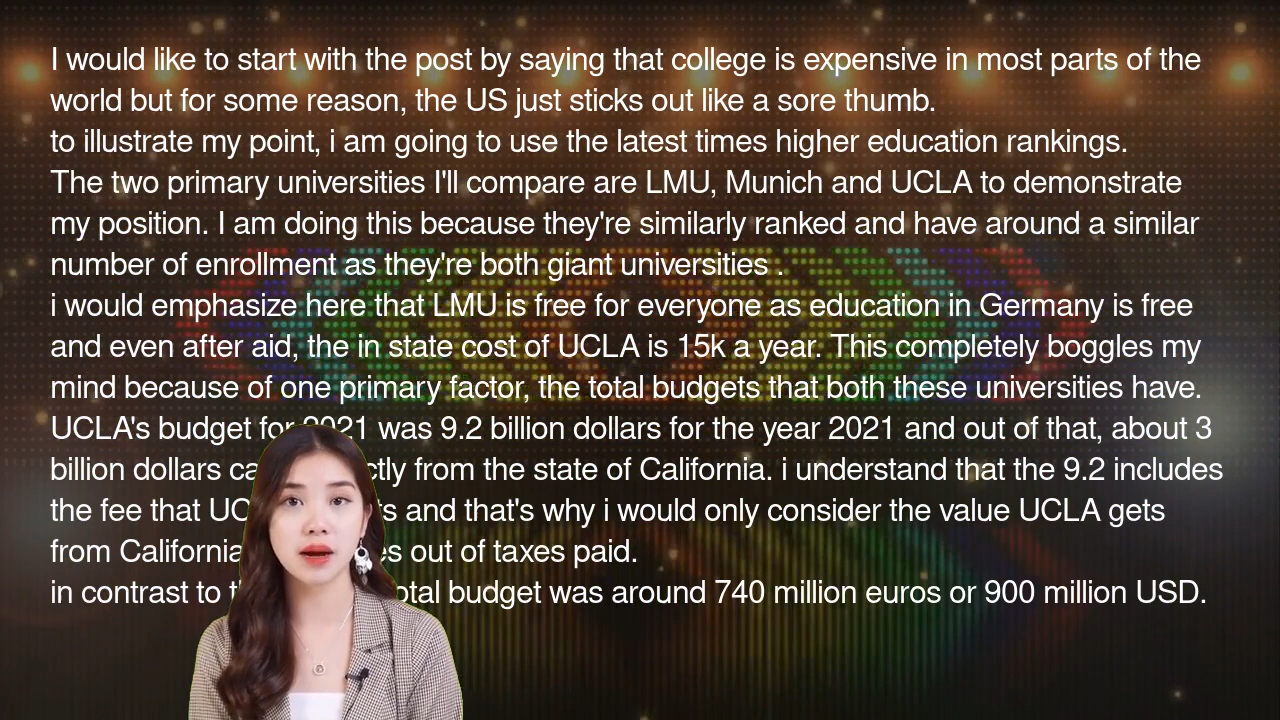 I would like to start with the post by saying that college is expensive in most parts of the
world but for some reason, the US just sticks out like a sore thumb.
to illustrate my point, i am going to use the latest times higher education rankings.
The two primary universities I'll compare are LMU, Munich and UCLA to demonstrate
my position. I am doing this because they're similarly ranked and have around a similar
number of enrollment as they're both giant universities .
i would emphasize here that LMU is free for everyone as education in Germany is free
and even after aid, the in state cost of UCLA is 15k a year. This completely boggles my
mind because of one primary factor, the total budgets that both these universities have.
UCLA's budget for 2021 was 9.2 billion dollars for the year 2021 and out of that, about 3
billion dollars from the state of California. i understand that the 9.2 includes
the fee that and that's why i would only consider the value UCLA gets
from California out of taxes paid.
in contrast to budget was around 740 million euros or 900 million USD.